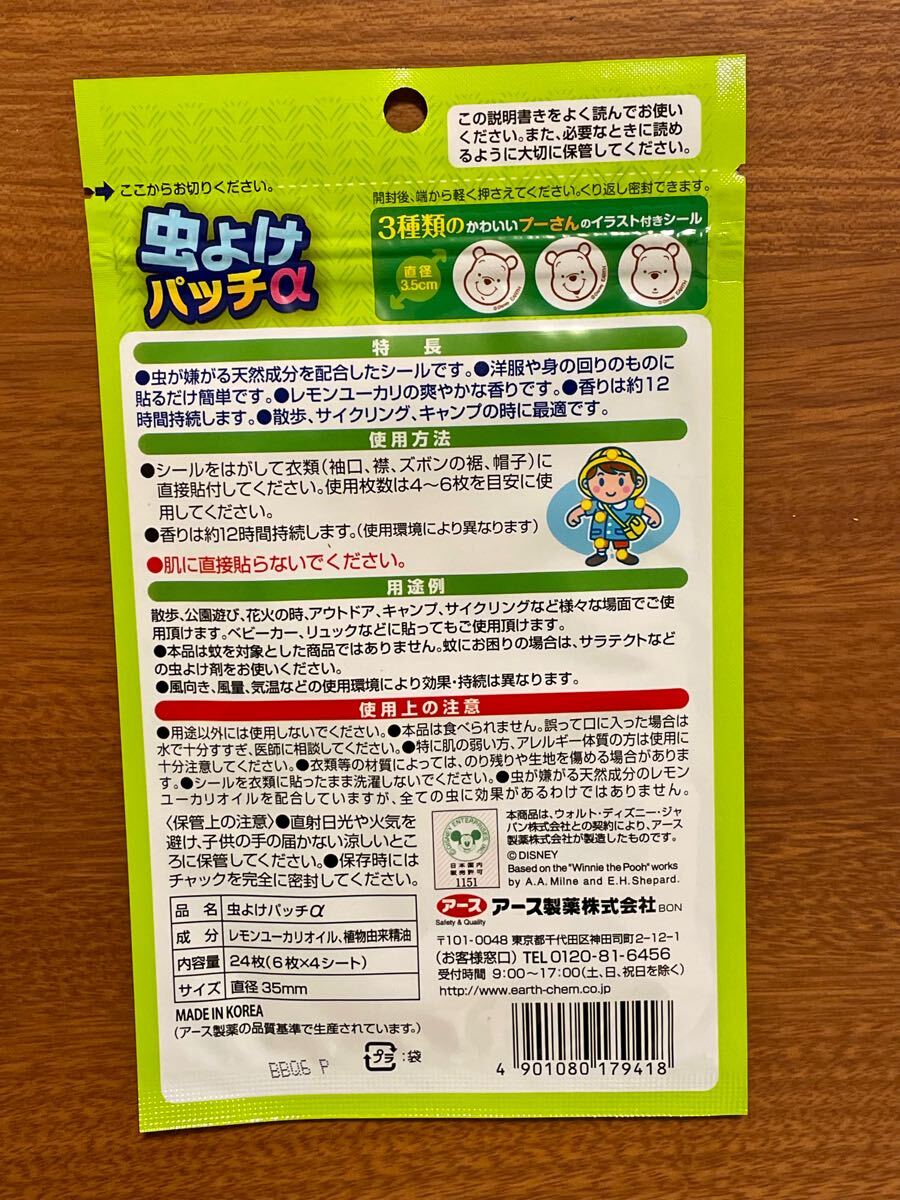 この説明書きをよく読んでお使い
ください。また、必要なときに読め
るように大切に保管してください。
ここからお切りください。
開封後、端から軽く押さえてください。くり返し密封できます。
虫よけ
パッチα
3種類のかわいいプーさんのイラスト付きシール
直径
3.5cm
特長
●虫が嫌がる天然成分を配合したシールです。●洋服や身の回りのものに
貼るだけ簡単です。●レモンユーカリの爽やかな香りです。●香りは約12
時間持続します。●散歩、サイクリング、キャンプの時に最適です。
使用方法
●シールをはがして衣類(袖口、襟、ズボンの裾、帽子)に
直接貼付してください。使用枚数は4～6枚を目安に使
用してください。
●香りは約12時間持続します。(使用環境により異なります)
●肌に直接貼らないでください。
用途例
散歩、公園遊び、花火の時、アウトドア、キャンプ、サイクリングなど様々な場面でご使
用頂けます。ベビーカー、リュックなどに貼ってもご使用頂けます。
●本品は蚊を対象とした商品ではありません。蚊にお困りの場合は、サラテクトなど
の虫よけ剤をお使いください。
●風向き、風量、気温などの使用環境により効果・持続は異なります。
使用上の注意
●用途以外には使用しないでください。●本品は食べられません。誤って口に入った場合は
水で十分すすぎ、医師に相談してください。●特に肌の弱い方、アレルギー体質の方は使用に
十分注意してください。●衣類等の材質によっては、のり残りや生地を傷める場合がありま
す。●シールを衣類に貼ったまま洗濯しないでください。●虫が嫌がる天然成分のレモン
ユーカリオイルを配合していますが、全ての虫に効果があるわけではありません。
〈保管上の注意〉●直射日光や火気を
避け、子供の手の届かない涼しいとこ
ろに保管してください。●保存時には
チャックを完全に密封してください。
日本国内
販売許可
1151
本商品は、ウォルト・ディズニー・ジャ
パン株式会社との契約により、アース
製薬株式会社が製造したものです。
©DISNEY
Based on the "Winnie the Pooh" works
by A.A. Milne and E.H. Shepard.
品名 虫よけパッチα
成分 レモンユーカリオイル、植物由来精油
内容量 24枚(6枚×4シート)
サイズ 直径35mm
MADE IN KOREA
(アース製薬の品質基準で生産されています。)
アース アース製薬株式会社 BON
Safety & Quality
〒101-0048 東京都千代田区神田司町2-12-1
(お客様窓口) TEL0120-81-6456
受付時間 9:00～17:00(土、日、祝日を除く)
http://www.earth-chem.co.jp
BB06 P
プラ :袋
4 901080 179418